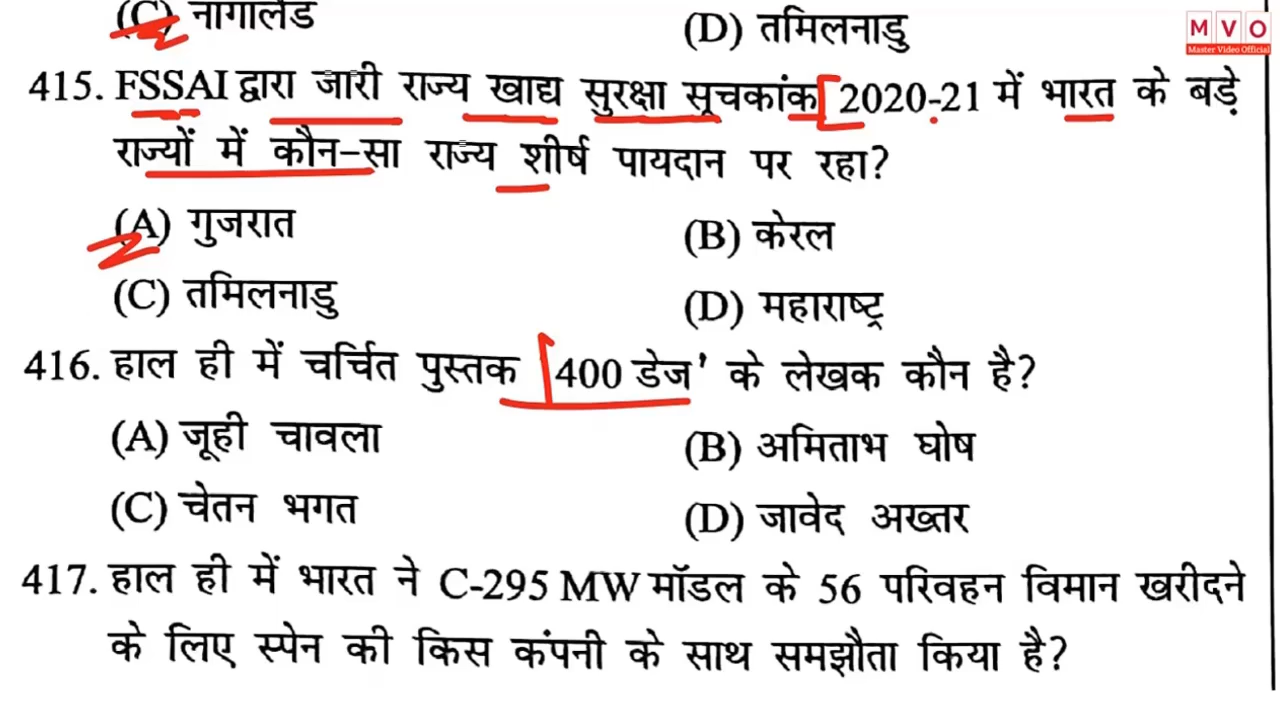 (C) नागालैंड
(D) तमिलनाडु
M V O
Master Video Official
415. FSSAI द्वारा जारी राज्य खाद्य सुरक्षा सूचकांक 2020-21 में भारत के बड़े
राज्यों में कौन-सा राज्य शीर्ष पायदान पर रहा?
(A) गुजरात
(B) केरल
(C) तमिलनाडु
(D) महाराष्ट्र
416. हाल ही में चर्चित पुस्तक '400 डेज' के लेखक कौन है?
(A) जूही चावला
(B) अमिताभ घोष
(C) चेतन भगत
(D) जावेद अख्तर
417. हाल ही में भारत ने C-295 MW मॉडल के 56 परिवहन विमान खरीदने
के लिए स्पेन की किस कंपनी के साथ समझौता किया है?